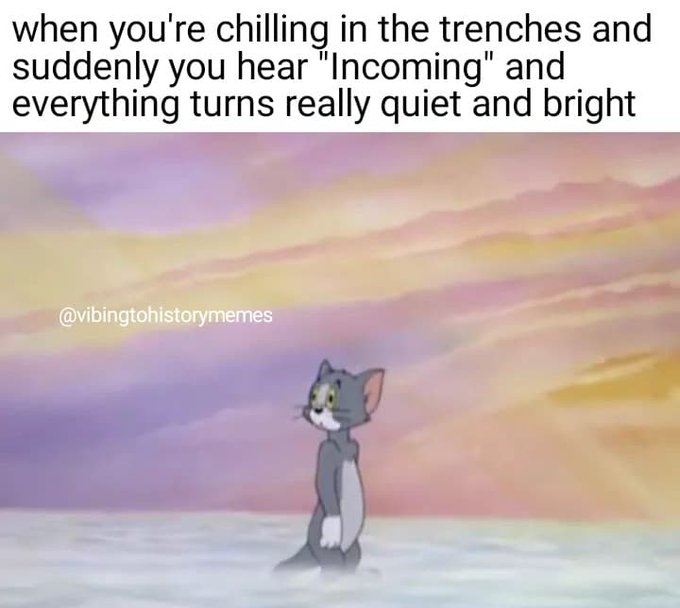 when you're chilling in the trenches and
suddenly you hear "Incoming" and
everything turns really quiet and bright
@vibingtohistorymemes